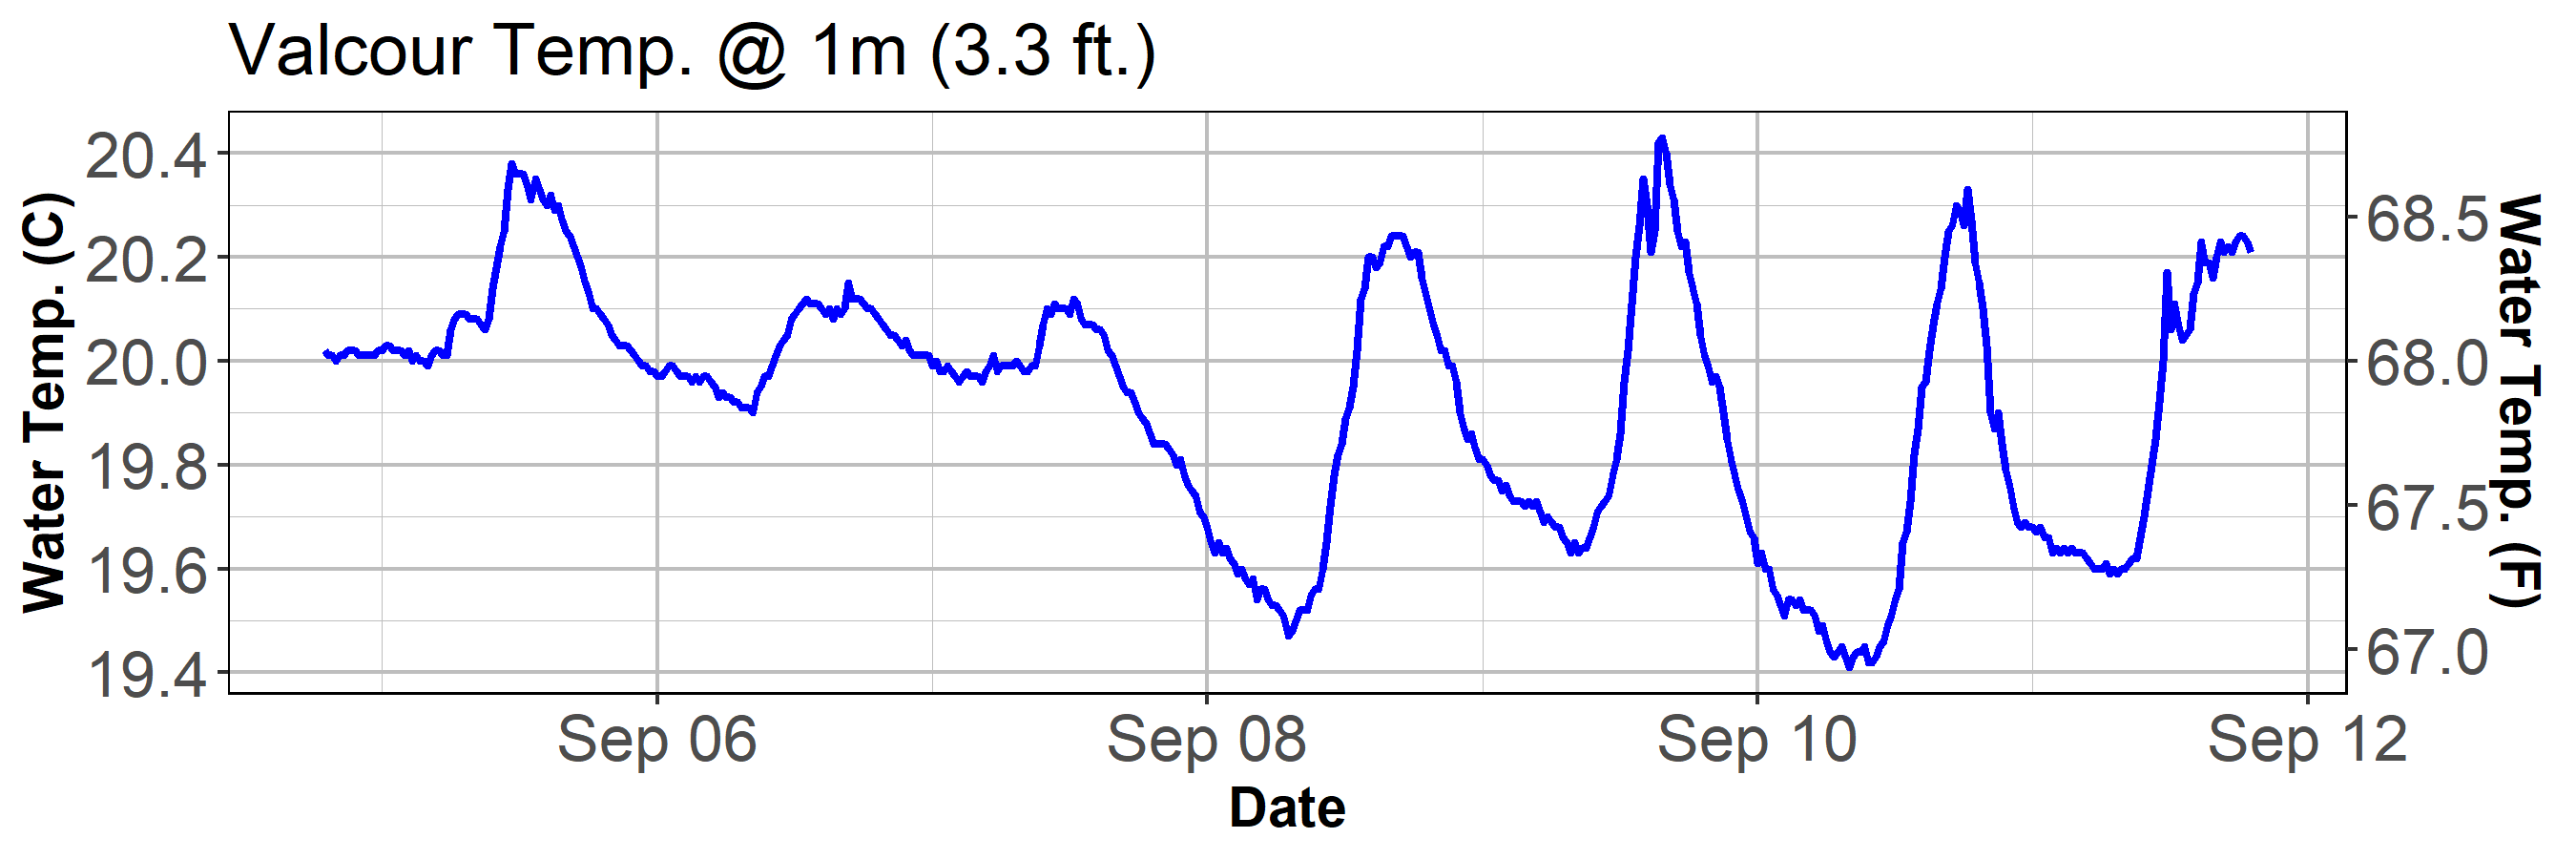 Valcour Temp. @ 1m (3.3 ft.)
Water Temp. (C)
20.4
20.2
20.0
19.8
19.6
19.4
68.5
68.0
67.5
67.0
Water Temp. (F)
Sep 06
Sep 08
Sep 10
Sep 12
Date